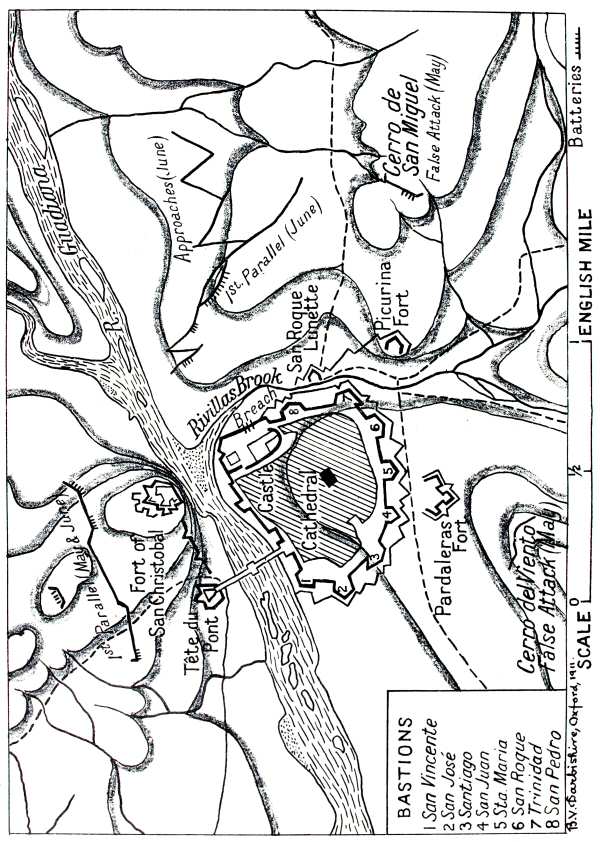 R. Guadiana
Approaches (June)
1st. Parallel (June)
Cerro de
San Miguel
False Attack (May)
Batteries
Rivillas Brook
San Roque
Lunette
Picurina
Fort
Breach
Castle
Cathedral
8
6
5
4
3
2
1st. Parallel (May & June)
Fort of
San Christobal
Tête du
Pont
Pardaleras
Fort
Cerro del Viento
False Attack (May)
BASTIONS
1 San Vincente
2 San José
3 Santiago
4 San Juan
5 Sta. Maria
6 San Roque
7 Trinidad
8 San Pedro
SCALE 0 ½ 1 ENGLISH MILE
B.V. Darbishire, Oxford, 1911.